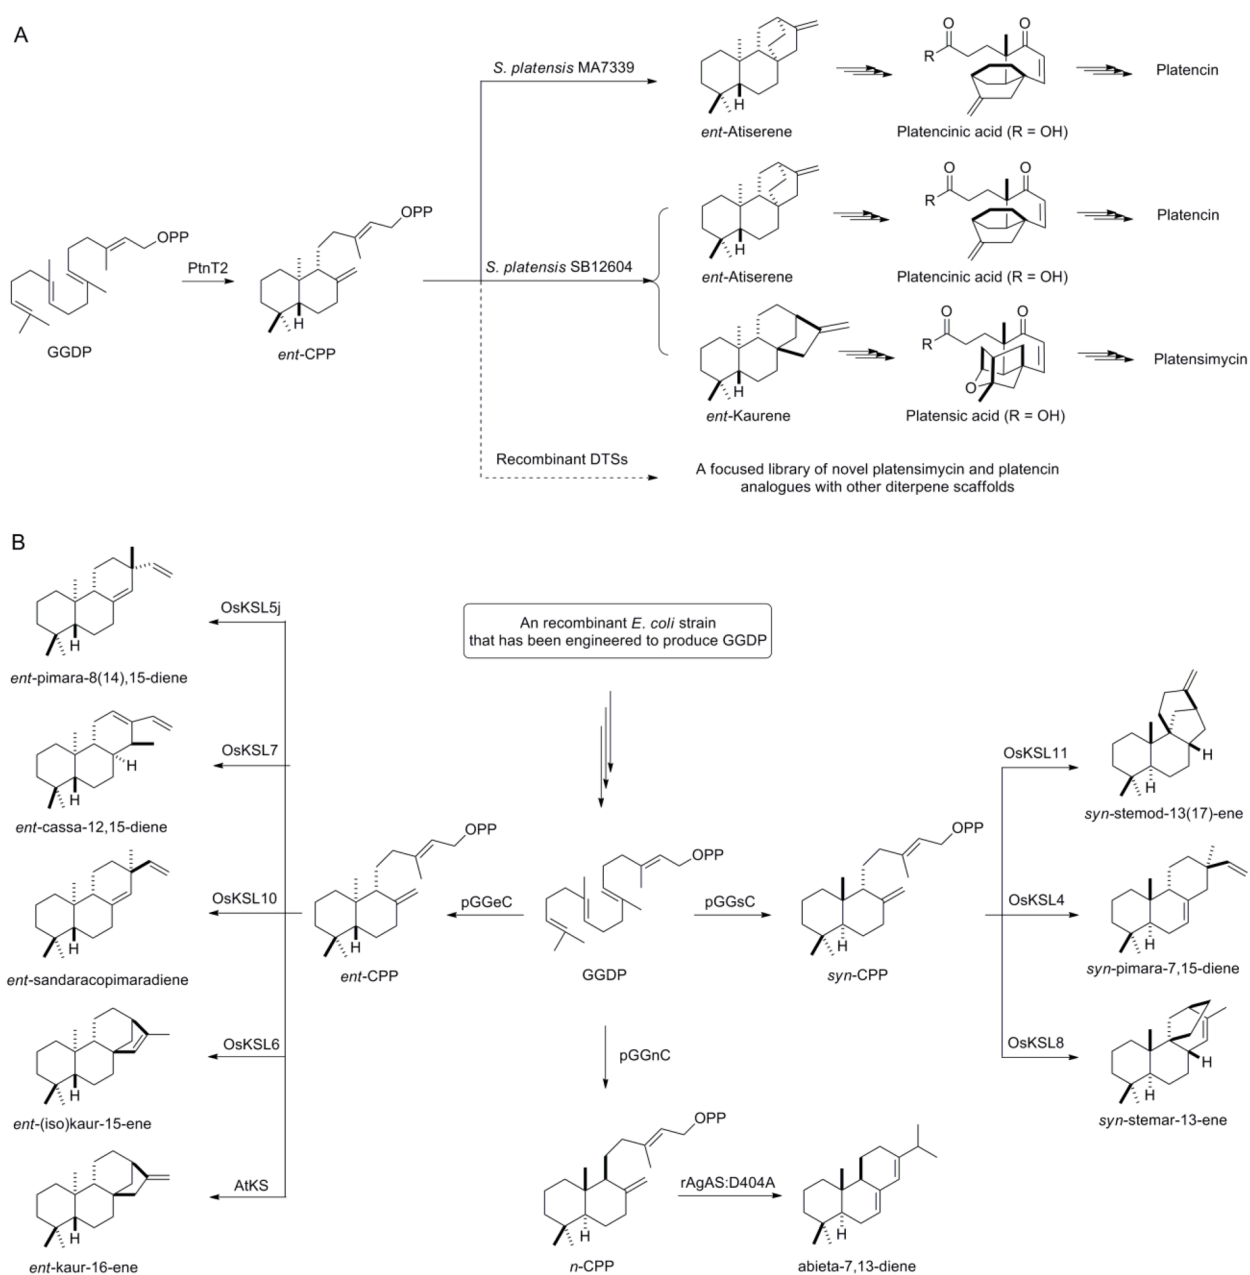 A
S. platensis MA7339
H
ent-Atiserene
O
R
O
Platencinic acid (R = OH)
Platencin
GGDP
OPP
PtnT2
OPP
H
ent-CPP
S. platensis SB12604
H
ent-Atiserene
O
R
O
Platencinic acid (R = OH)
Platencin
H
ent-Kaurene
O
R
O
O
Platensic acid (R = OH)
Platensimycin
Recombinant DTSs
A focused library of novel platensimycin and platencin
analogues with other diterpene scaffolds
B
H
ent-pimara-8(14),15-diene
OsKSL5j
H
H
ent-cassa-12,15-diene
OsKSL7
H
ent-sandaracopimaradiene
OsKSL10
H
ent-(iso)kaur-15-ene
OsKSL6
H
ent-kaur-16-ene
AtKS
An recombinant E. coli strain
that has been engineered to produce GGDP
OPP
H
ent-CPP
pGGeC
OPP
GGDP
pGGsC
OPP
H
syn-CPP
pGGnC
OPP
H
n-CPP
rAgAS:D404A
H
abieta-7,13-diene
OsKSL11
H
H
syn-stemod-13(17)-ene
OsKSL4
H
syn-pimara-7,15-diene
OsKSL8
H
H
syn-stemar-13-ene